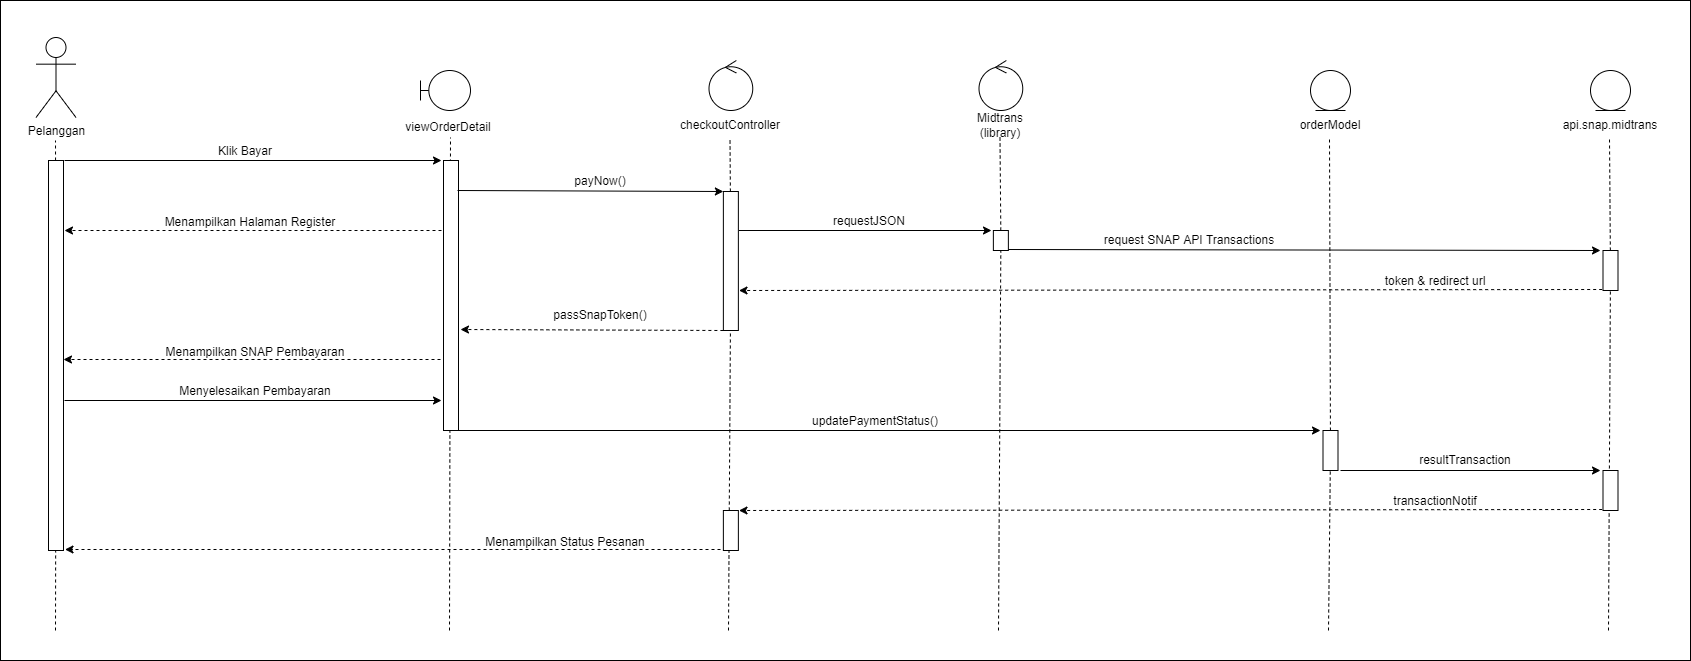 Pelanggan
viewOrderDetail
checkoutController
Midtrans
(library)
orderModel
api.snap.midtrans
Klik Bayar
payNow()
Menampilkan Halaman Register
requestJSON
request SNAP API Transactions
token & redirect url
passSnapToken()
Menampilkan SNAP Pembayaran
Menyelesaikan Pembayaran
updatePaymentStatus()
resultTransaction
transactionNotif
Menampilkan Status Pesanan